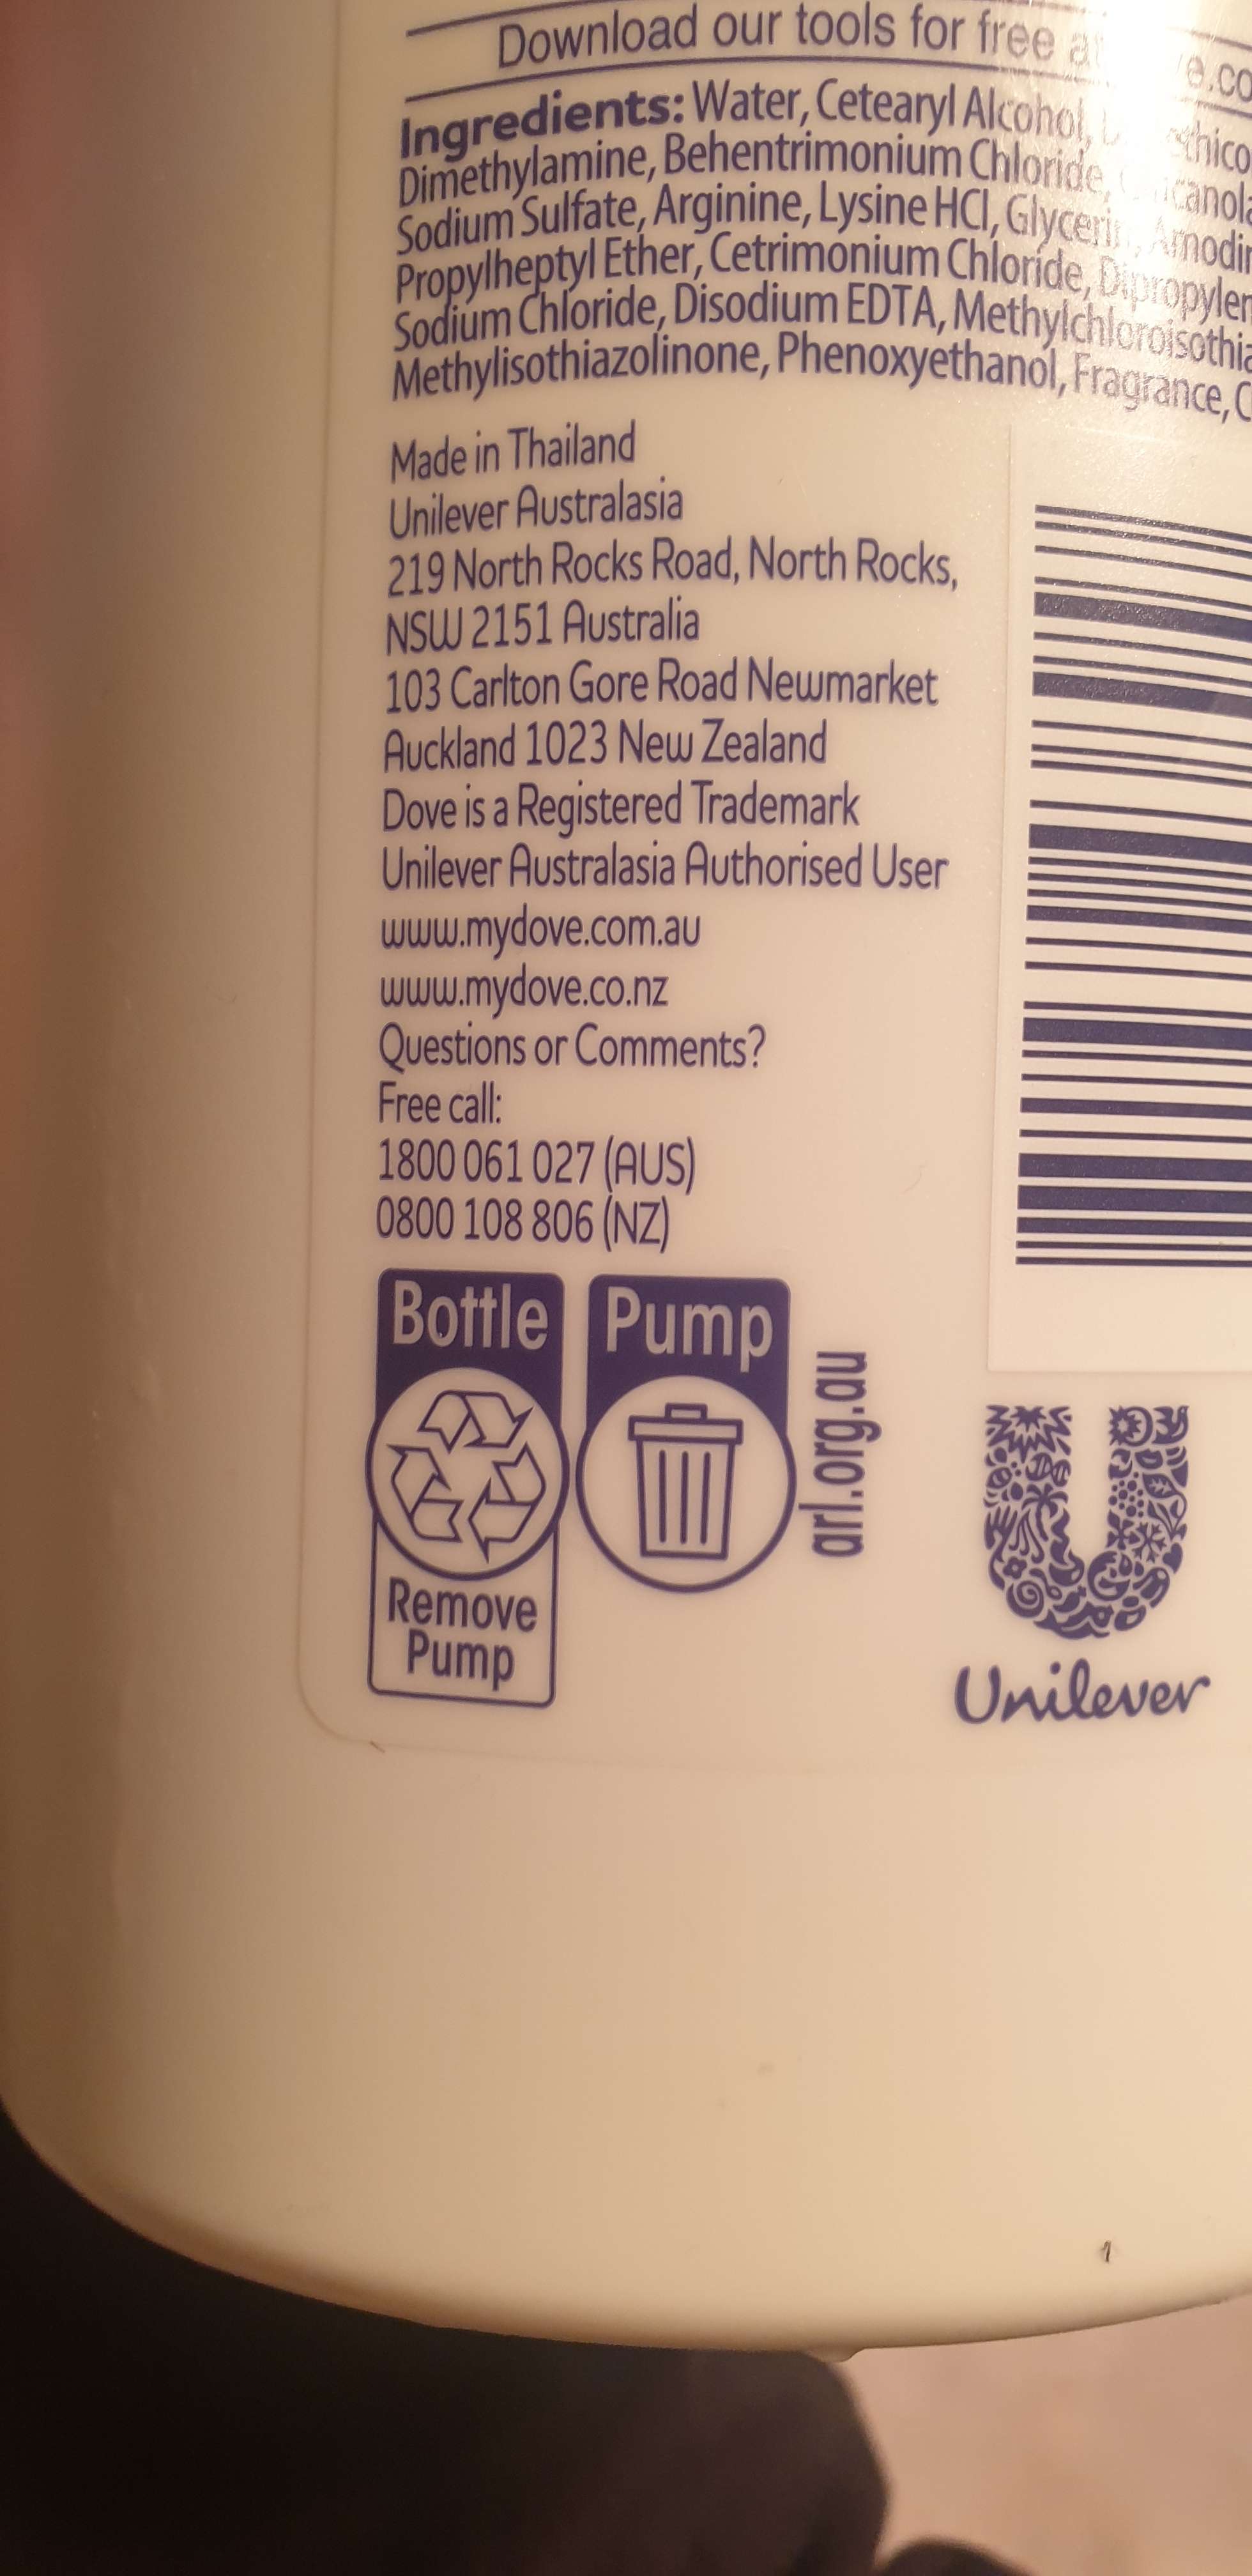 Download our tools for free
Ingredients: Water, Cetearyl Alcohol,
Dimethylamine, Behentrimonium Chloride,
Sodium Sulfate, Arginine, Lysine HCl, Glycerin,
Propylheptyl Ether, Cetrimonium Chloride,
Sodium Chloride, Disodium EDTA,
Methylisothiazolinone, Phenoxyethanol, Fragrance,
Made in Thailand
Unilever Australasia
219 North Rocks Road, North Rocks,
NSW 2151 Australia
103 Carlton Gore Road Newmarket
Auckland 1023 New Zealand
Dove is a Registered Trademark
Unilever Australasia Authorised User
www.mydove.com.au
www.mydove.co.nz
Questions or Comments?
Free call:
1800 061 027 (AUS)
0800 108 806 (NZ)
Bottle
Remove
Pump
Pump
arl.org.au
Unilever